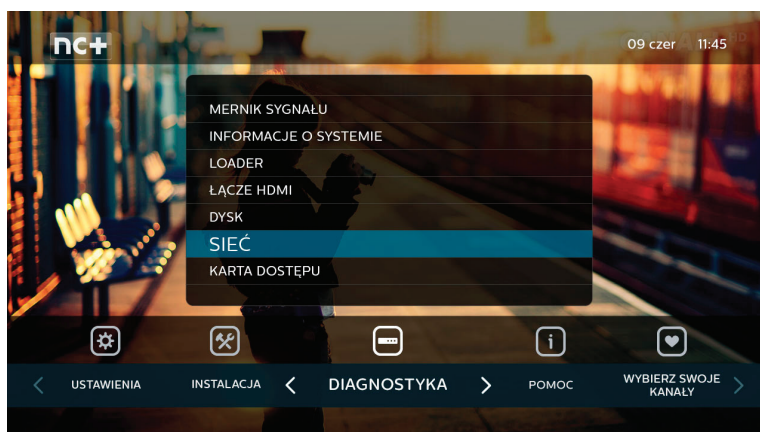 nc+
09 czer 11:45
MERNIK SYGNAŁU
INFORMACJE O SYSTEMIE
LOADER
ŁĄCZE HDMI
DYSK
SIEĆ
KARTA DOSTĘPU
USTAWIENIA
INSTALACJA
DIAGNOSTYKA
POMOC
WYBIERZ SWOJE
KANAŁY